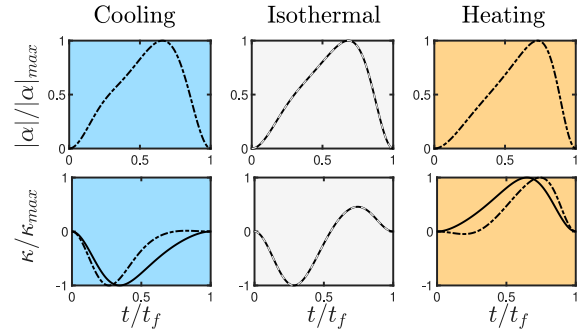 Cooling Isothermal Heating
|α|/|α|max
1 1 1
0.5 0.5 0.5
0 0 0
0 0.5 1 0 0.5 1 0 0.5 1
κ/κmax
1 1 1
0 0 0
-1 -1 -1
0 0.5 1 0 0.5 1 0 0.5 1
t/tf t/tf t/tf